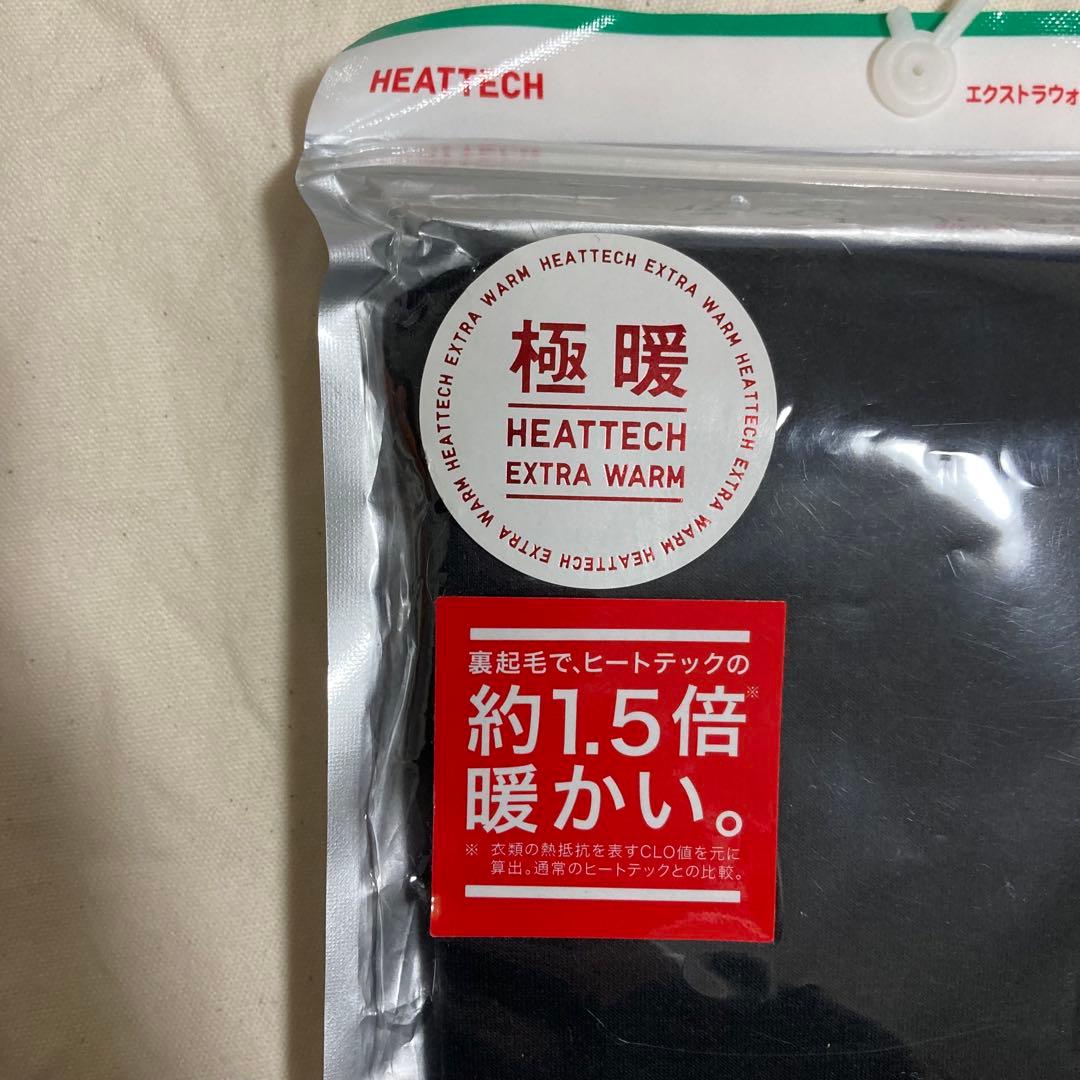 HEATTECH
エクストラウォ
HEATTECH EXTRA WARM HEATTECH EXTRA WARM HEATTECH EXTRA WARM HEATTECH EXTRA WARM
極暖
HEATTECH
EXTRA WARM
裏起毛で、ヒートテックの
約1.5倍※
暖かい。
※ 衣類の熱抵抗を表すCLO値を元に
算出。通常のヒートテックとの比較。